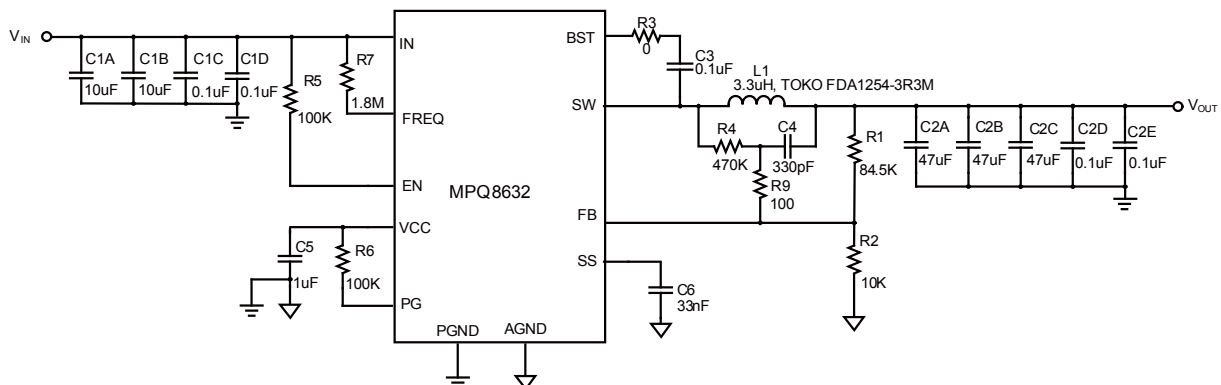 V_IN
C1A
10uF
C1B
10uF
C1C
0.1uF
C1D
0.1uF
R5
100K
R7
1.8M
IN
FREQ
EN
VCC
PG
C5
1uF
R6
100K
MPQ8632
PGND
AGND
BST
SW
FB
SS
R3
0
C3
0.1uF
L1
3.3uH, TOKO FDA1254-3R3M
R4
470K
C4
330pF
R9
100
R1
84.5K
R2
10K
C6
33nF
C2A
47uF
C2B
47uF
C2C
47uF
C2D
0.1uF
C2E
0.1uF
V_OUT